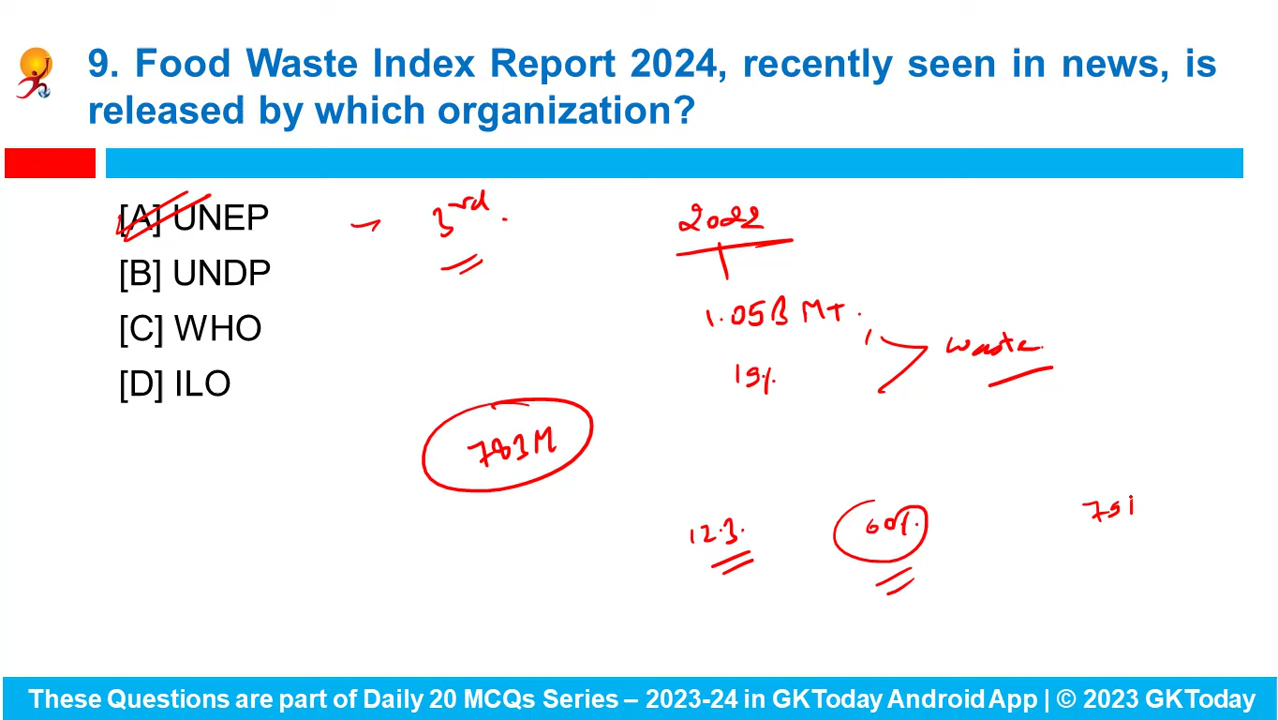 9. Food Waste Index Report 2024, recently seen in news, is
released by which organization?
[A] UNEP
3rd.
2022
[B] UNDP
1.05B MT.
[C] WHO
waste
[D] ILO
19%
783M
12.3.
60%.
79
These Questions are part of Daily 20 MCQs Series – 2023-24 in GKToday Android App | © 2023 GKToday